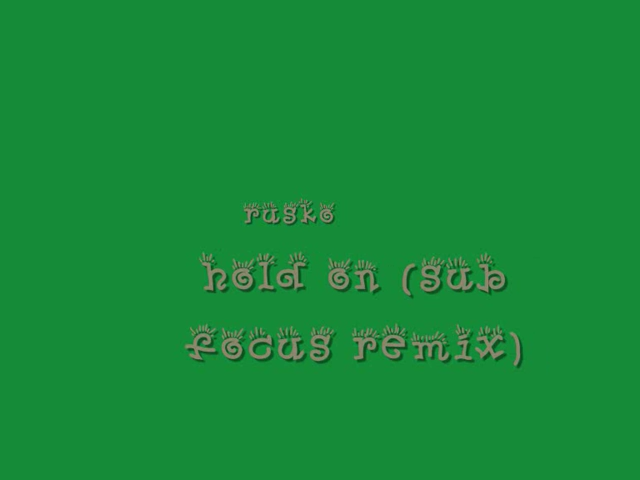 rusko
hold on (sub
focus remix)